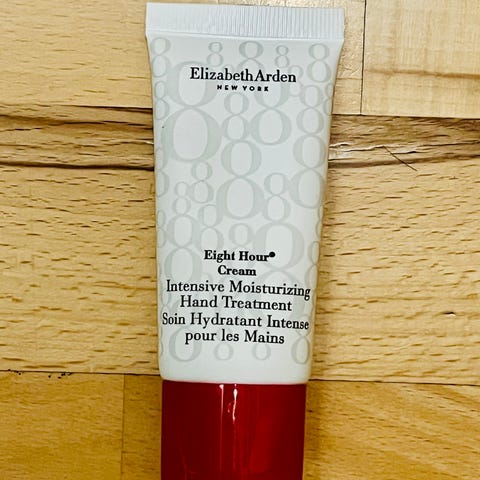 ElizabethArden
NEW YORK
Eight Hour®
Cream
Intensive Moisturizing
Hand Treatment
Soin Hydratant Intense
pour les Mains